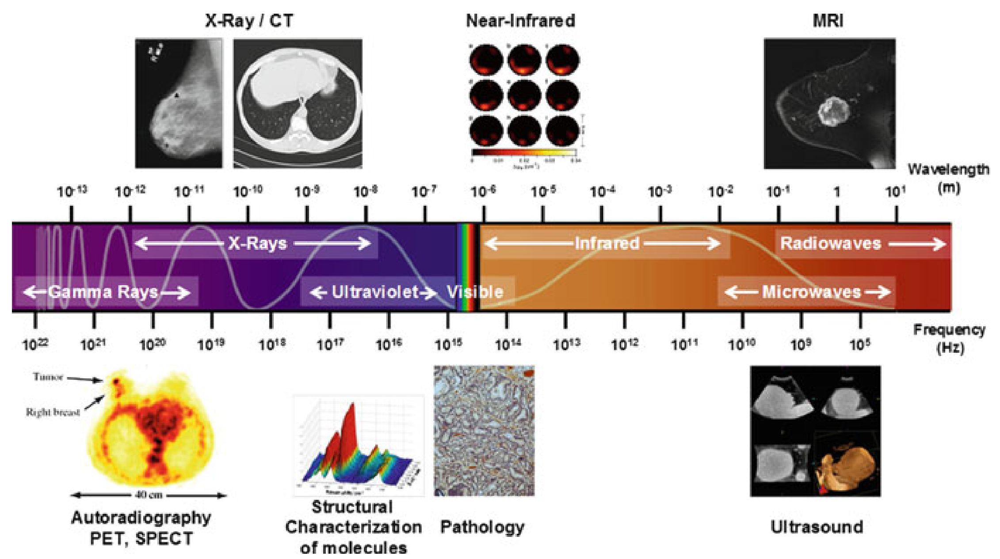 X-Ray / CT
Near-Infrared
MRI
Wavelength
(m)
10-13 10-12 10-11 10-10 10-9 10-8 10-7 10-6 10-5 10-4 10-3 10-2 10-1 1 101
X-Rays
Infrared
Radiowaves
Gamma Rays
Ultraviolet
Visible
Microwaves
1022 1021 1020 1019 1018 1017 1016 1015 1014 1013 1012 1011 1010 109 105
Frequency
(Hz)
Tumor
Right breast
40 cm
Autoradiography
PET, SPECT
Structural
Characterization
of molecules
Pathology
Ultrasound